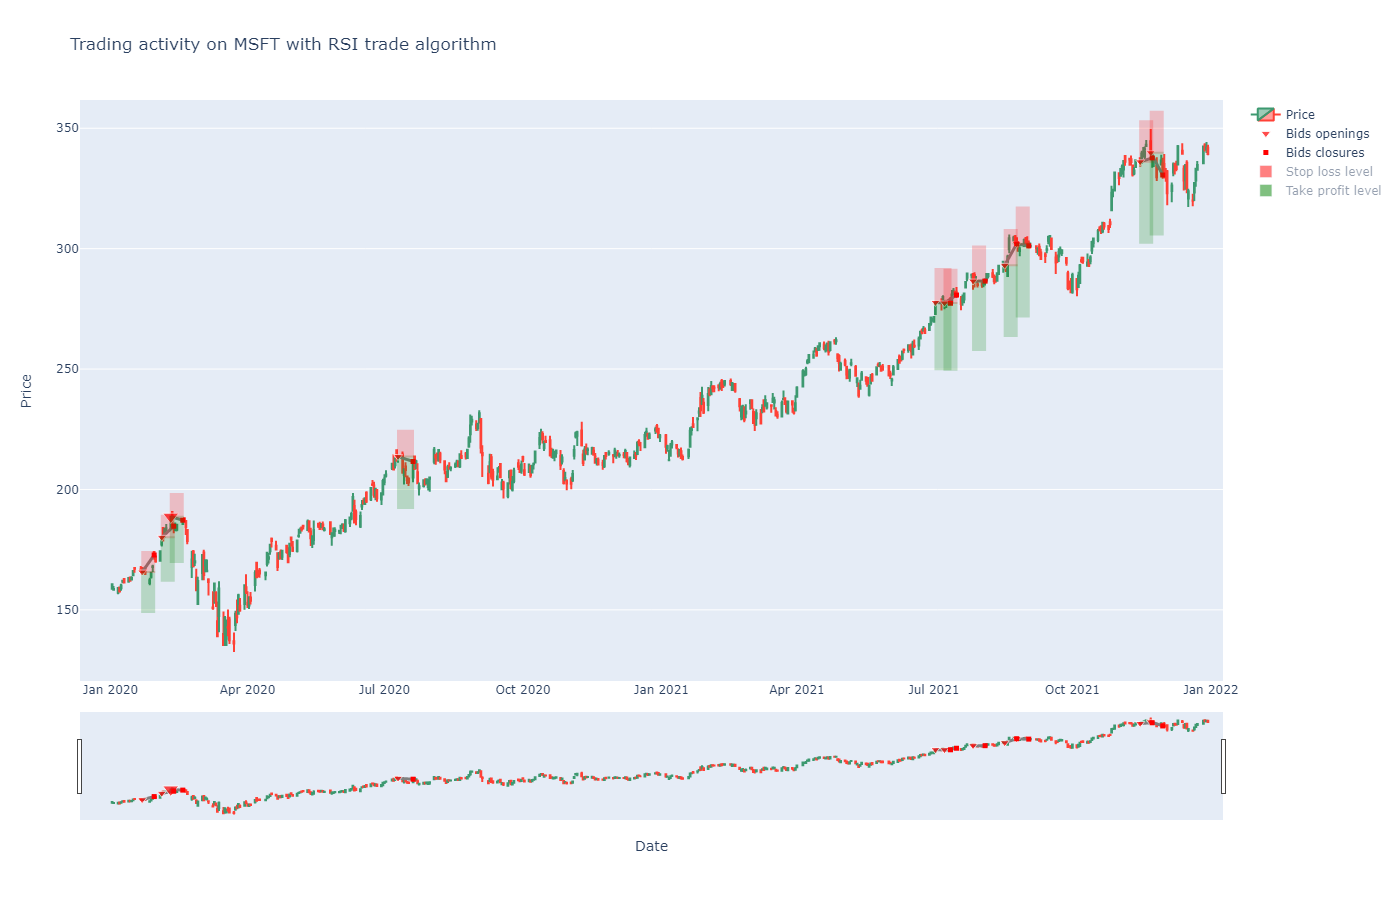 Trading activity on MSFT with RSI trade algorithm
Price
Bids openings
Bids closures
Stop loss level
Take profit level
350
300
250
200
150
Price
Jan 2020
Apr 2020
Jul 2020
Oct 2020
Jan 2021
Apr 2021
Jul 2021
Oct 2021
Jan 2022
Date